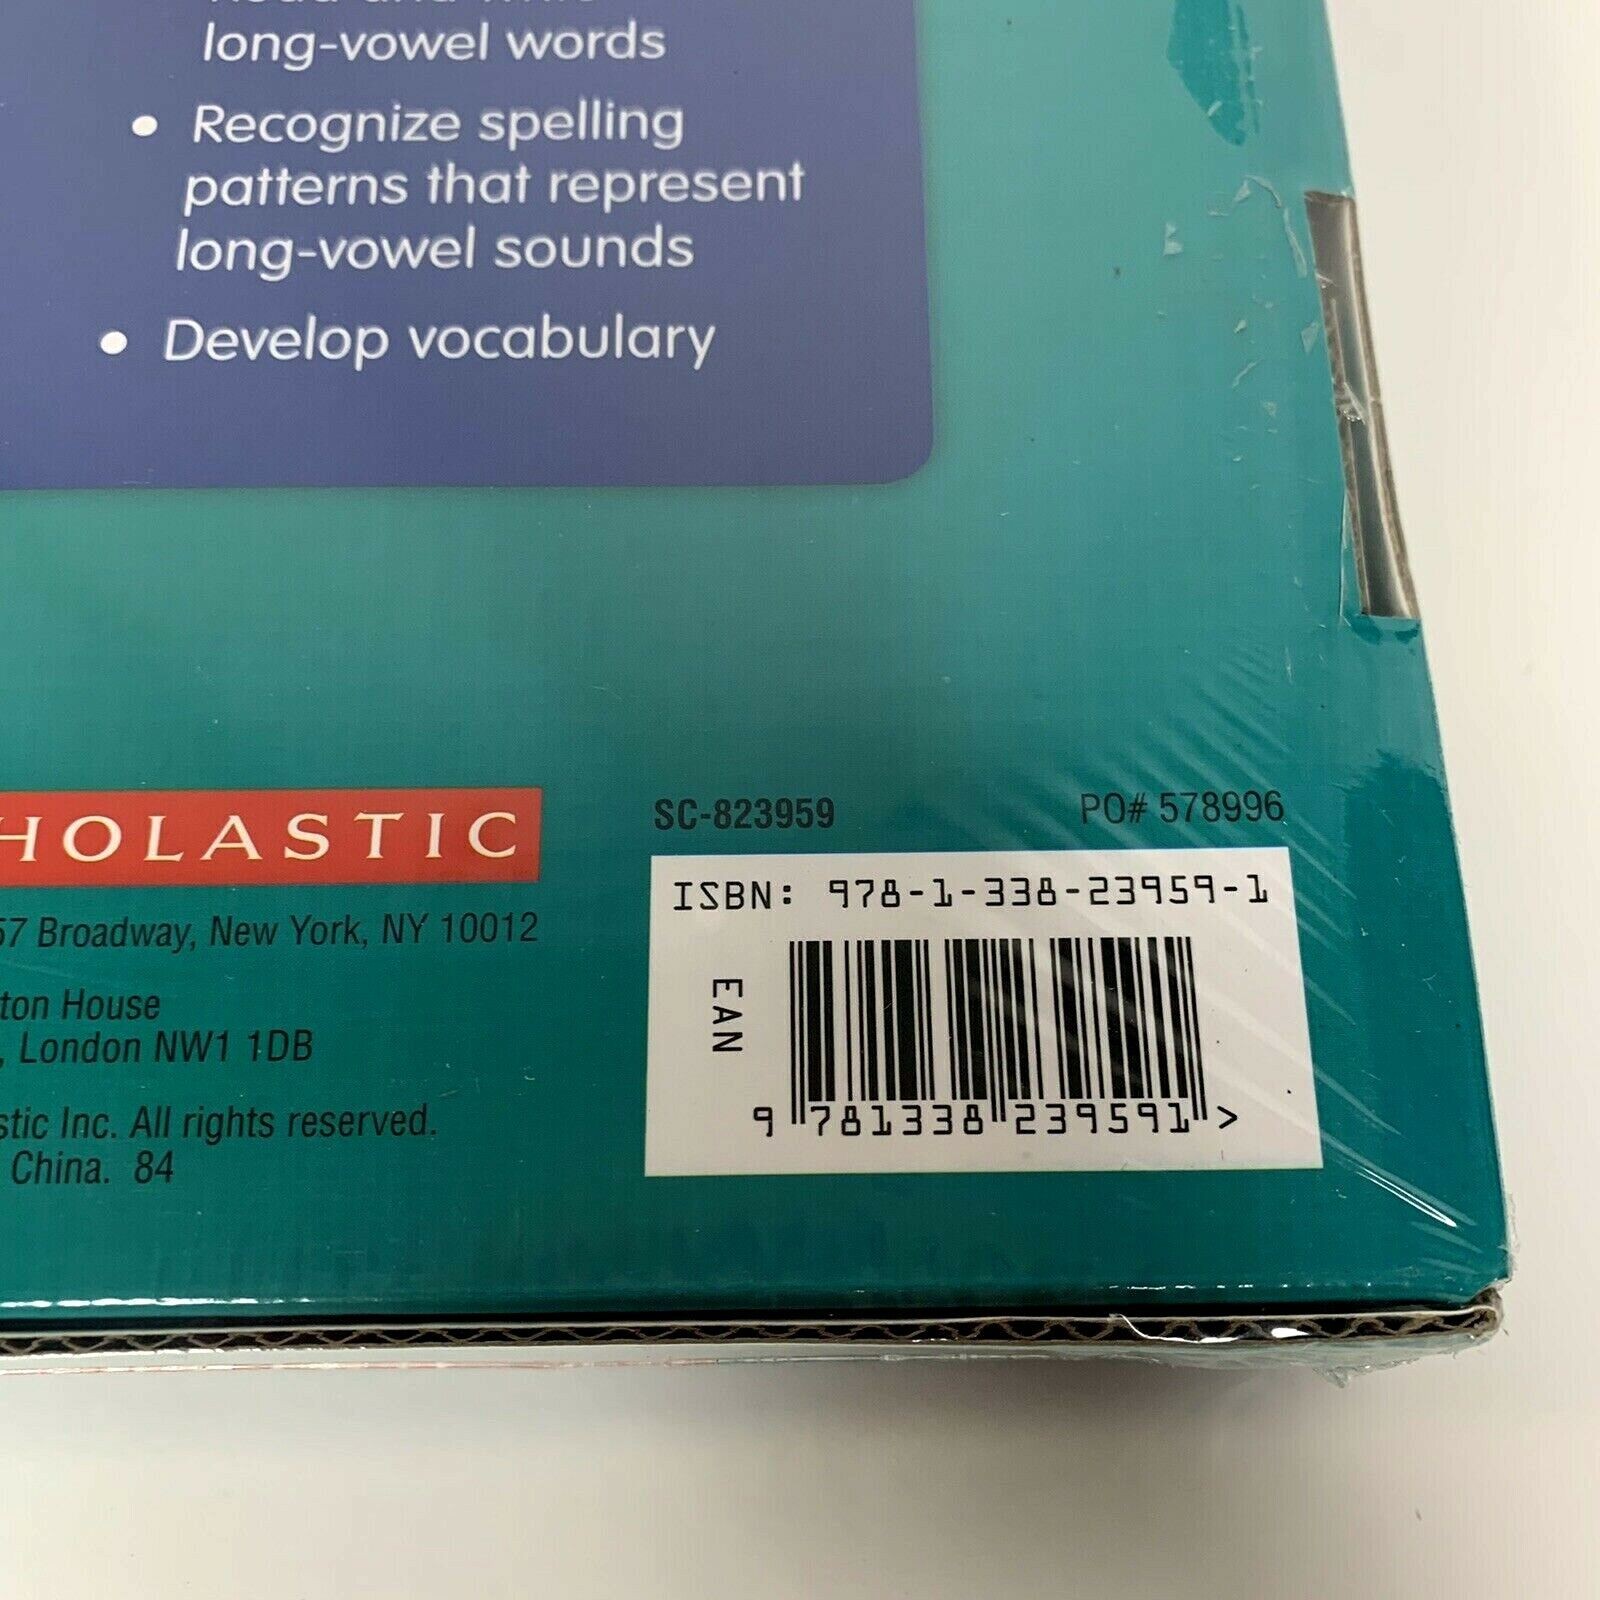 long-vowel words
• Recognize spelling
patterns that represent
long-vowel sounds
• Develop vocabulary
HOLASTIC
57 Broadway, New York, NY 10012
ton House
, London NW1 1DB
stic Inc. All rights reserved.
China. 84
SC-823959 PO# 578996
ISBN: 978-1-338-23959-1
EAN
9 781338 239591 >